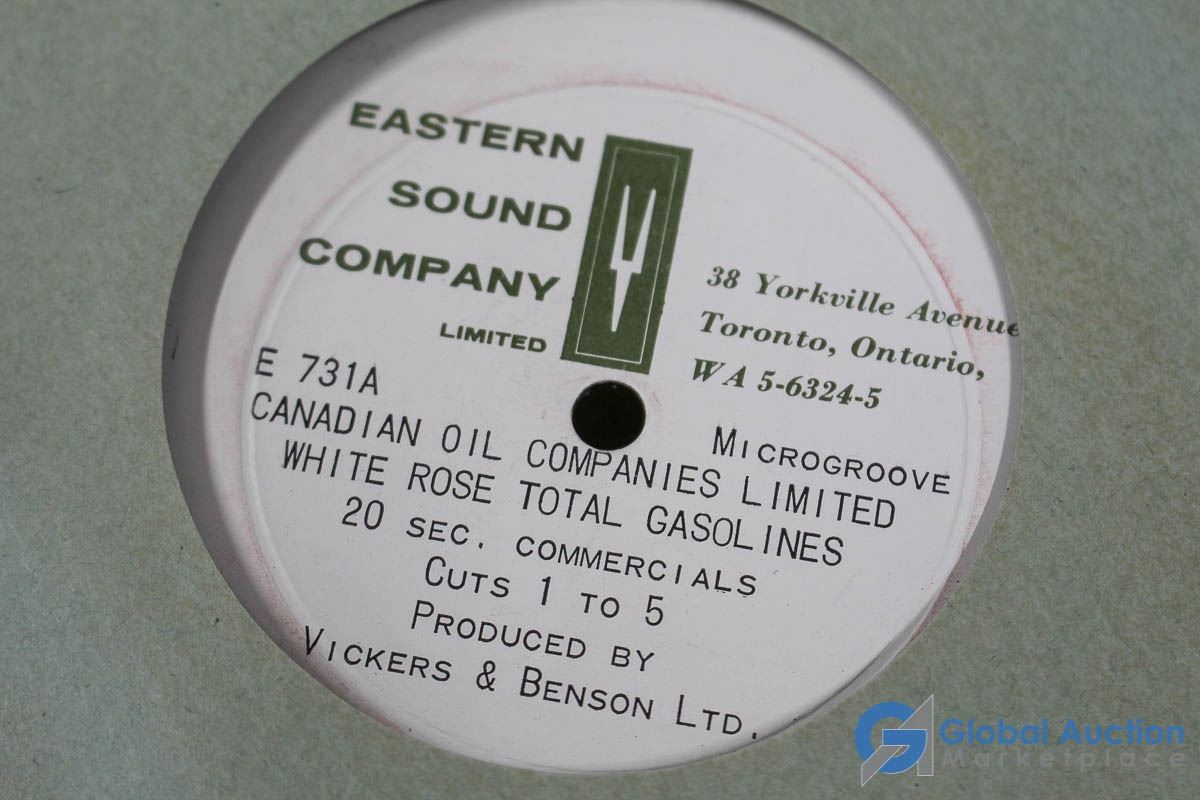 EASTERN
SOUND
COMPANY
LIMITED
38 Yorkville Avenue
Toronto, Ontario,
WA 5-6324-5
E 731A
MICROGROOVE
CANADIAN OIL COMPANIES LIMITED
WHITE ROSE TOTAL GASOLINES
20 SEC. COMMERCIALS
CUTS 1 TO 5
PRODUCED BY
VICKERS & BENSON LTD.
Global Auction
Marketplace